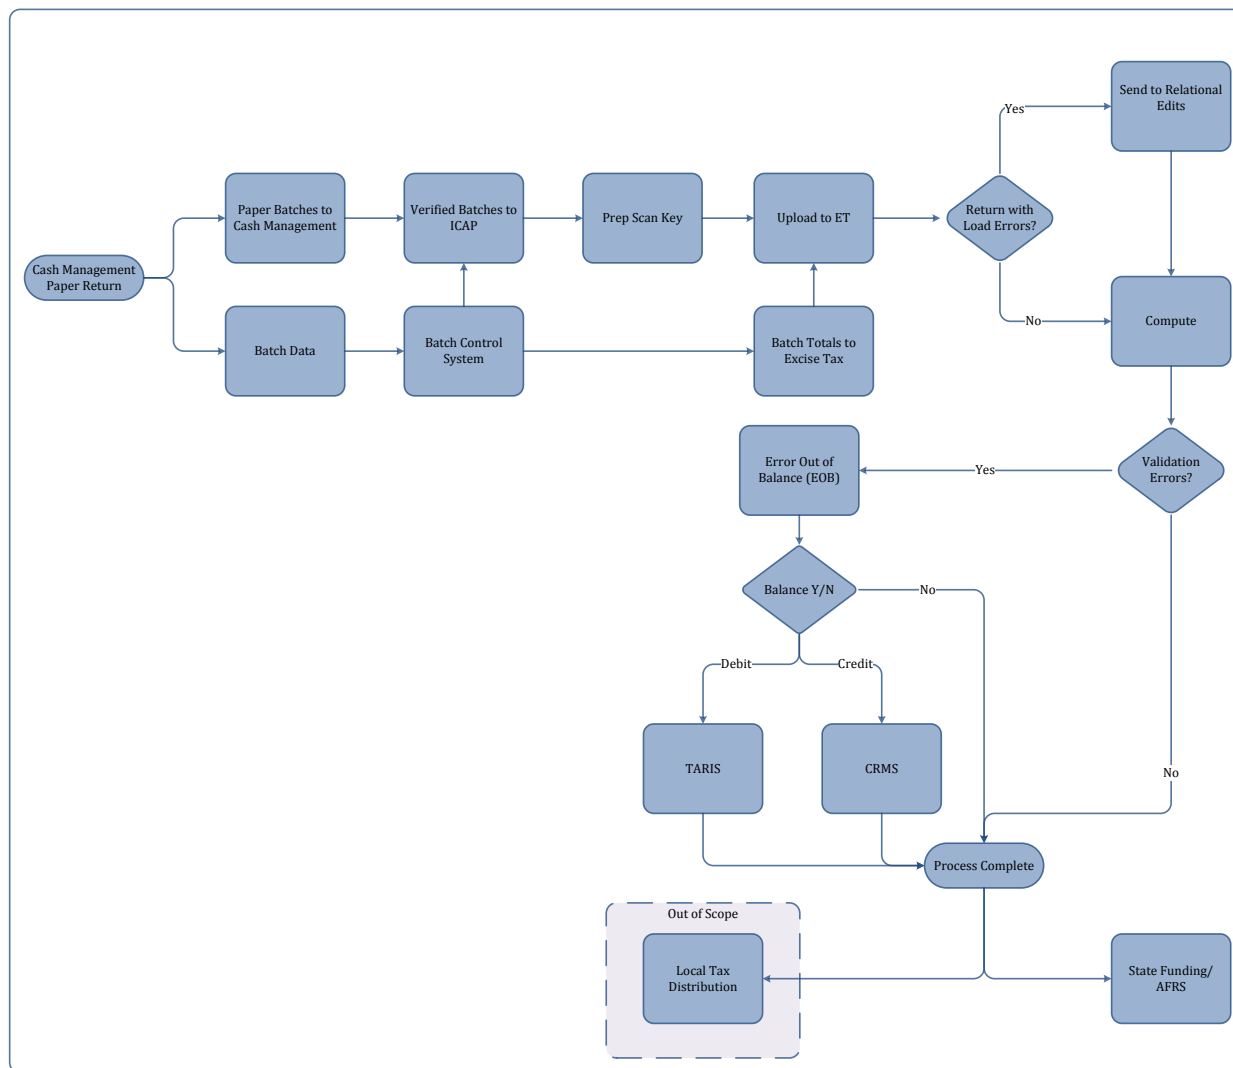 Send to Relational
Edits
Yes
Paper Batches to
Cash Management
Verified Batches to
ICAP
Prep Scan Key
Upload to ET
Return with
Load Errors?
Cash Management
Paper Return
No
Compute
Batch Data
Batch Control
System
Batch Totals to
Excise Tax
Error Out of
Balance (EOB)
Yes
Validation
Errors?
Balance Y/N
No
Debit
Credit
TARIS
CRMS
No
Process Complete
Out of Scope
Local Tax
Distribution
State Funding/
AFRS